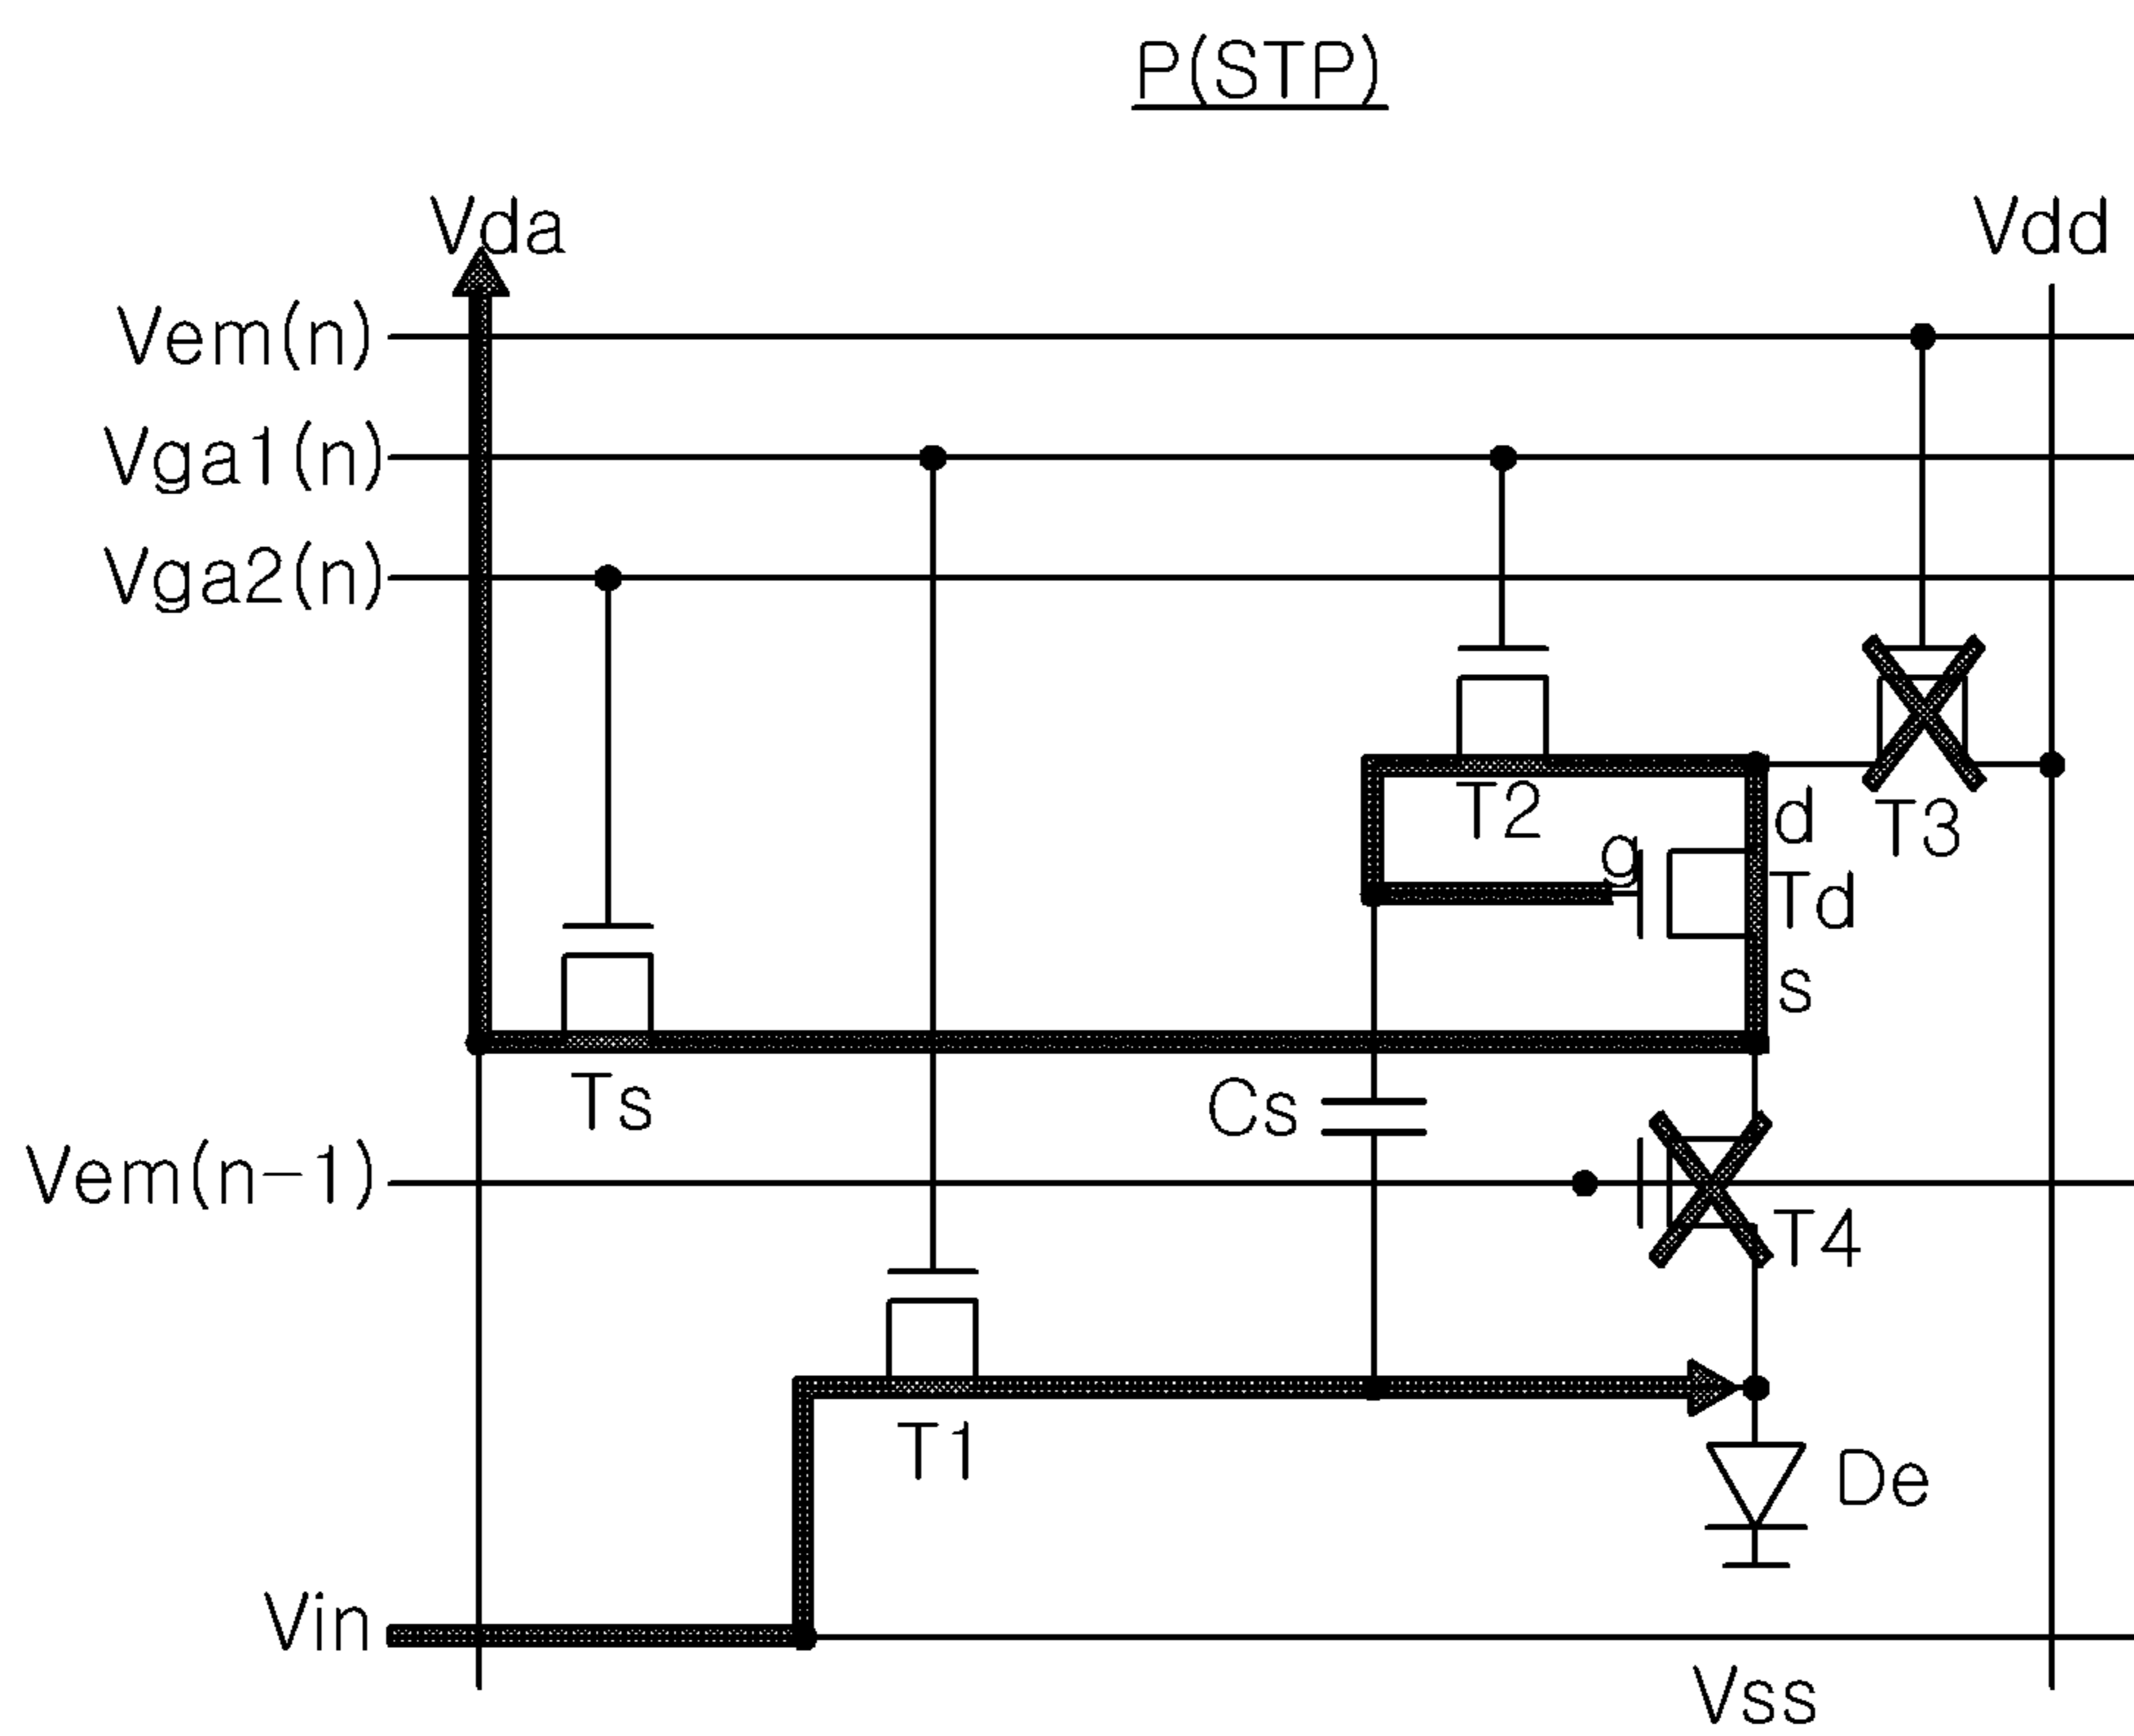 P(STP)
Vda
Vdd
Vem(n)
Vga1(n)
Vga2(n)
T2
d
T3
g
Td
s
Ts
Cs
Vem(n-1)
T4
T1
De
Vin
Vss